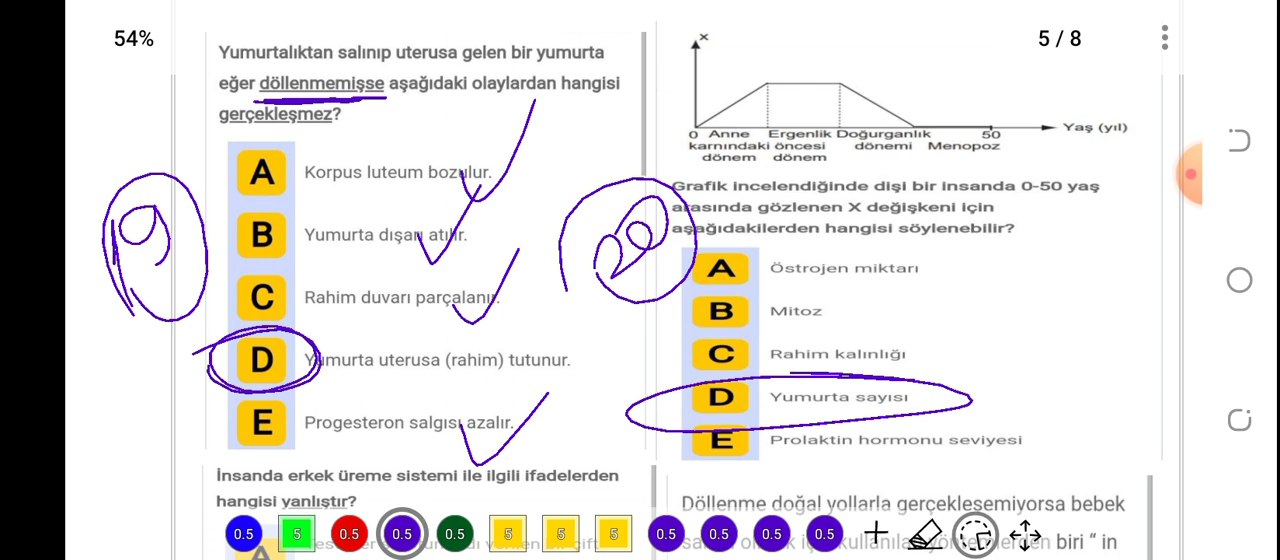 54%
5 / 8
Yumurtalıktan salınıp uterusa gelen bir yumurta
eğer döllenmemişse aşağıdaki olaylardan hangisi
gerçekleşmez?
A Korpus luteum bozulur.
B Yumurta dışarı atılır.
C Rahim duvarı parçalanır.
D Yumurta uterusa (rahim) tutunur.
E Progesteron salgısı azalır.
19
İnsanda erkek üreme sistemi ile ilgili ifadelerden
hangisi yanlıştır?
A
x
0 Anne Ergenlik Doğurganlık 50 Yaş (yıl)
karnındaki öncesi dönemi Menopoz
dönem dönem
Grafik incelendiğinde dişi bir insanda 0-50 yaş
arasında gözlenen X değişkeni için
aşağıdakilerden hangisi söylenebilir?
20
A Östrojen miktarı
B Mitoz
C Rahim kalınlığı
D Yumurta sayısı
E Prolaktin hormonu seviyesi
Döllenme doğal yollarla gerçekleşemiyorsa bebek
biri “ in
0.5 5 0.5 0.5 0.5 5 5 5 0.5 0.5 0.5 0.5